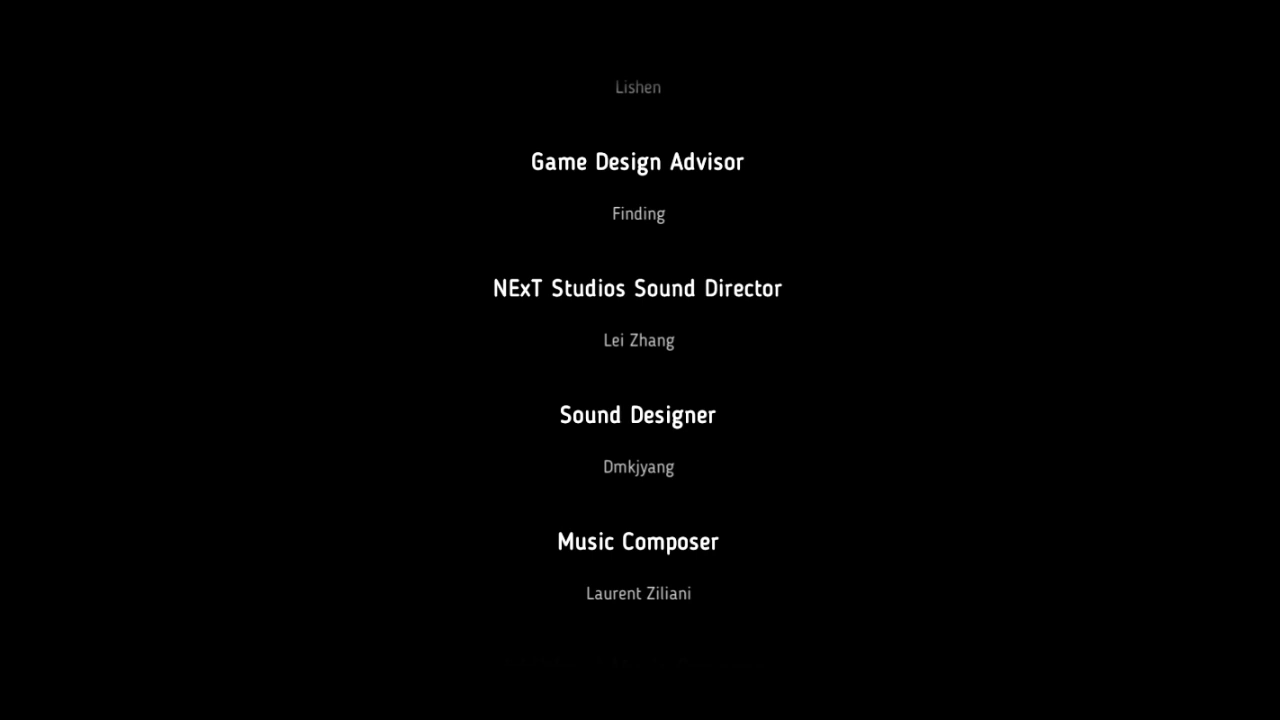 Lishen
Game Design Advisor
Finding
NExT Studios Sound Director
Lei Zhang
Sound Designer
Dmkjyang
Music Composer
Laurent Ziliani